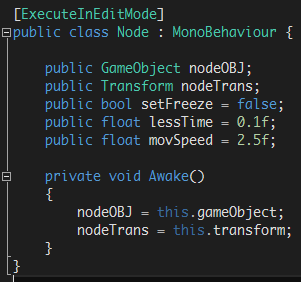 [ExecuteInEditMode]
public class Node : MonoBehaviour {
public GameObject nodeOBJ;
public Transform nodeTrans;
public bool setFreeze = false;
public float lessTime = 0.1f;
public float movSpeed = 2.5f;
private void Awake()
{
nodeOBJ = this.gameObject;
nodeTrans = this.transform;
}
}